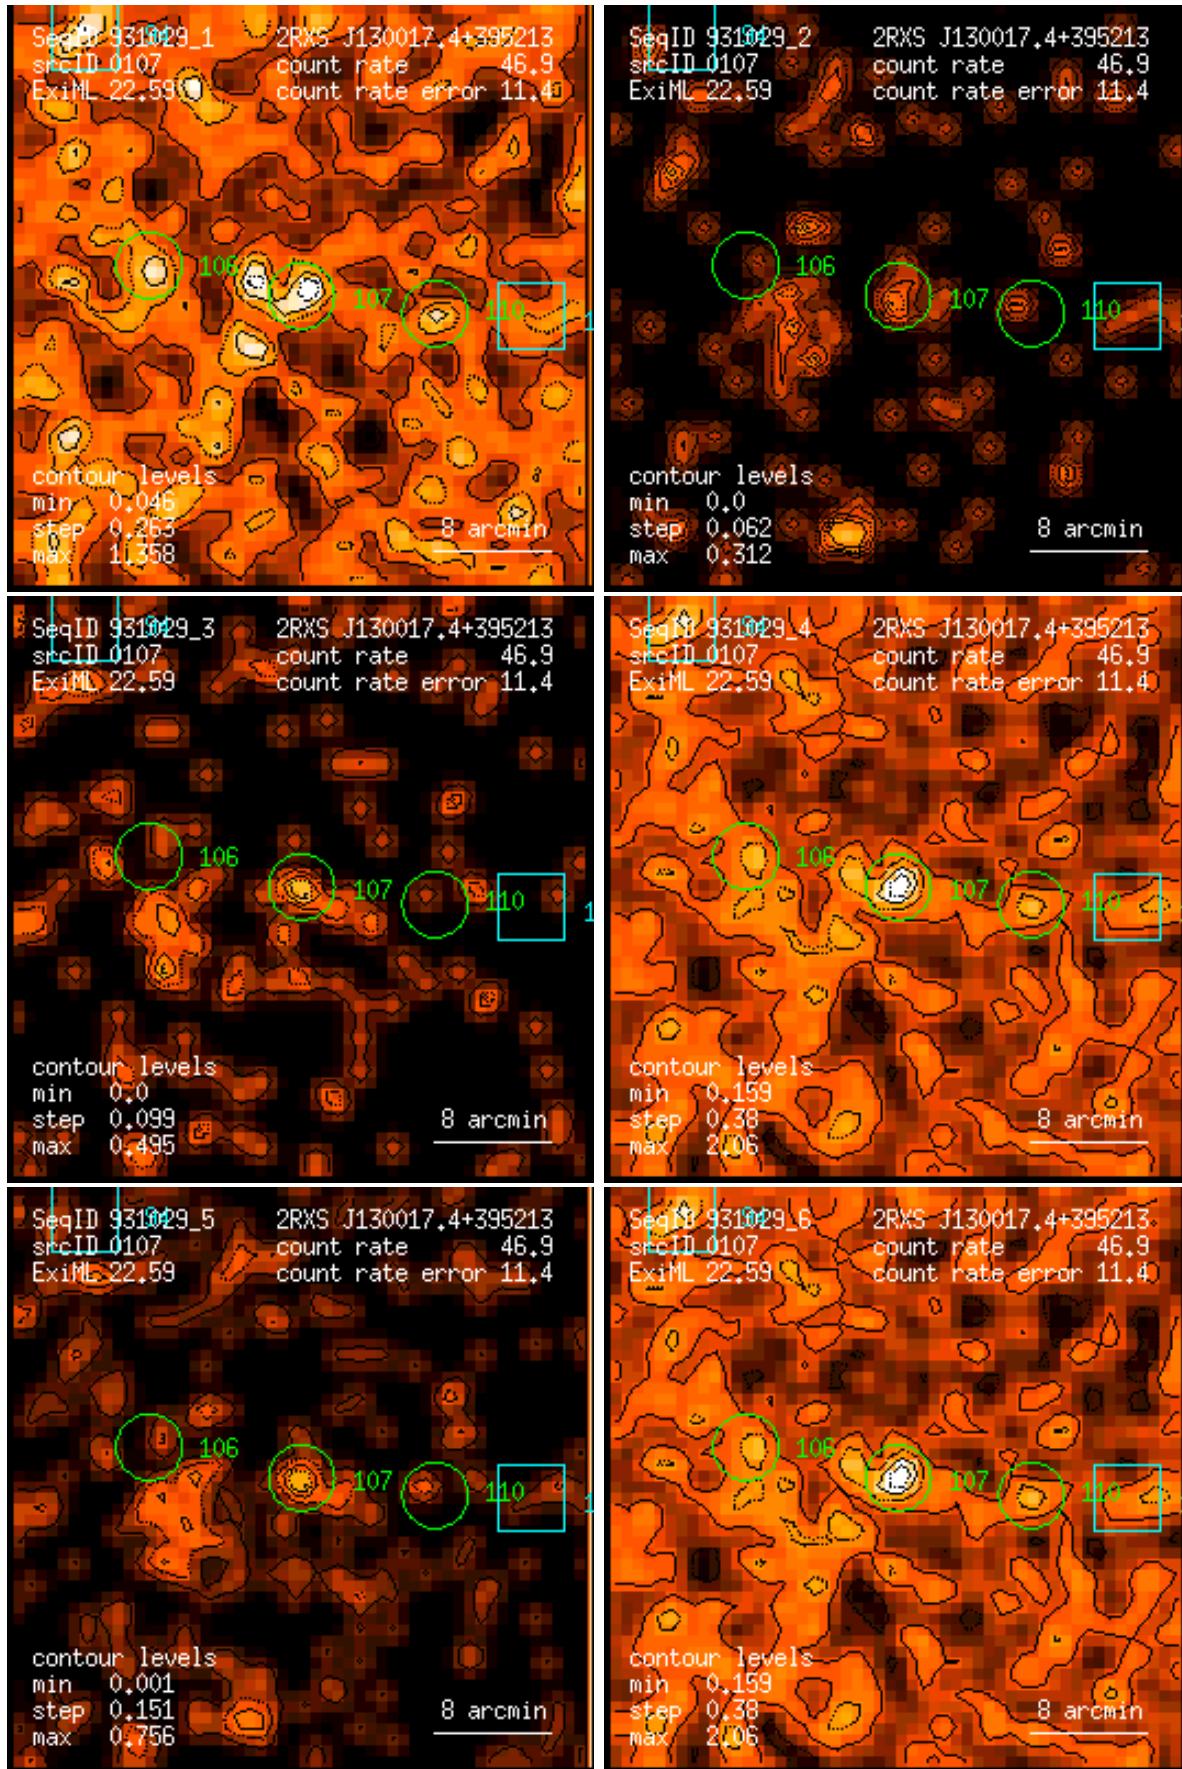 SeqID 931029_1 2RXS J130017.4+395213
srcID 0107 count rate 46.9
ExiML 22.59 count rate error 11.4
106
107
110
1
contour levels
min 0.046
step 0.263
max 1.358
8 arcmin
SeqID 931029_2 2RXS J130017.4+395213
srcID 0107 count rate 46.9
ExiML 22.59 count rate error 11.4
106
107
110
contour levels
min 0.0
step 0.062
max 0.312
8 arcmin
SeqID 931029_3 2RXS J130017.4+395213
srcID 0107 count rate 46.9
ExiML 22.59 count rate error 11.4
106
107
110
1
contour levels
min 0.0
step 0.099
max 0.495
8 arcmin
SeqID 931029_4 2RXS J130017.4+395213
srcID 0107 count rate 46.9
ExiML 22.59 count rate error 11.4
106
107
110
contour levels
min 0.159
step 0.38
max 2.06
8 arcmin
SeqID 931029_5 2RXS J130017.4+395213
srcID 0107 count rate 46.9
ExiML 22.59 count rate error 11.4
106
107
110
1
contour levels
min 0.001
step 0.151
max 0.756
8 arcmin
SeqID 931029_6 2RXS J130017.4+395213
srcID 0107 count rate 46.9
ExiML 22.59 count rate error 11.4
106
107
110
contour levels
min 0.159
step 0.38
max 2.06
8 arcmin